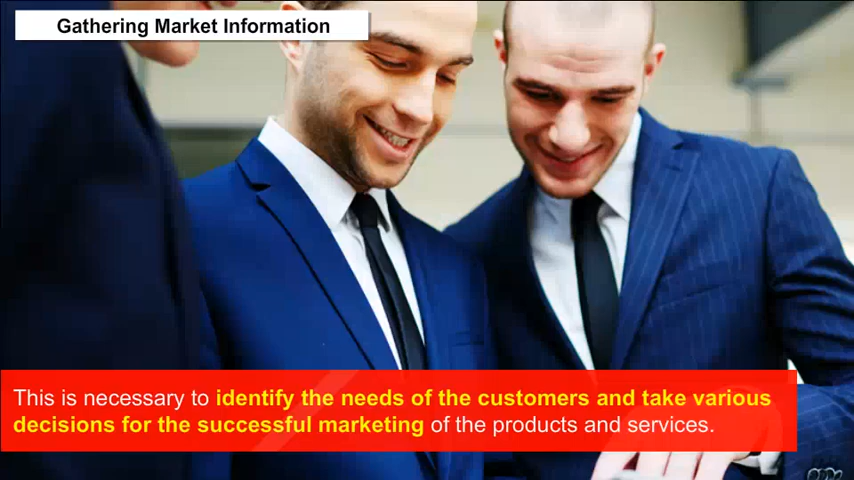 Gathering Market Information
This is necessary to identify the needs of the customers and take various
decisions for the successful marketing of the products and services.